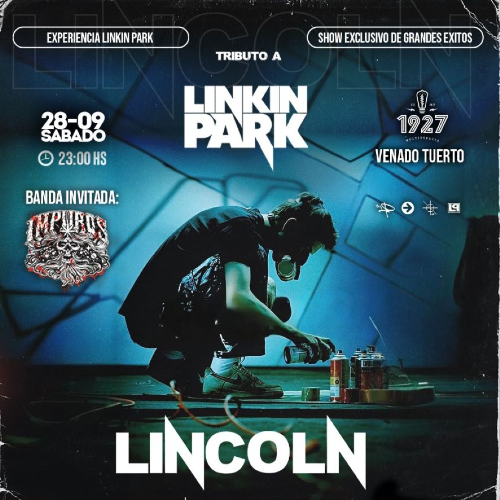 LINCOLN
EXPERIENCIA LINKIN PARK
SHOW EXCLUSIVO DE GRANDES EXITOS
TRIBUTO A
LINKIN
PARK
28-09
SABADO
23:00 HS
1927
VENADO TUERTO
BANDA INVITADA:
IMPUROS
LINCOLN